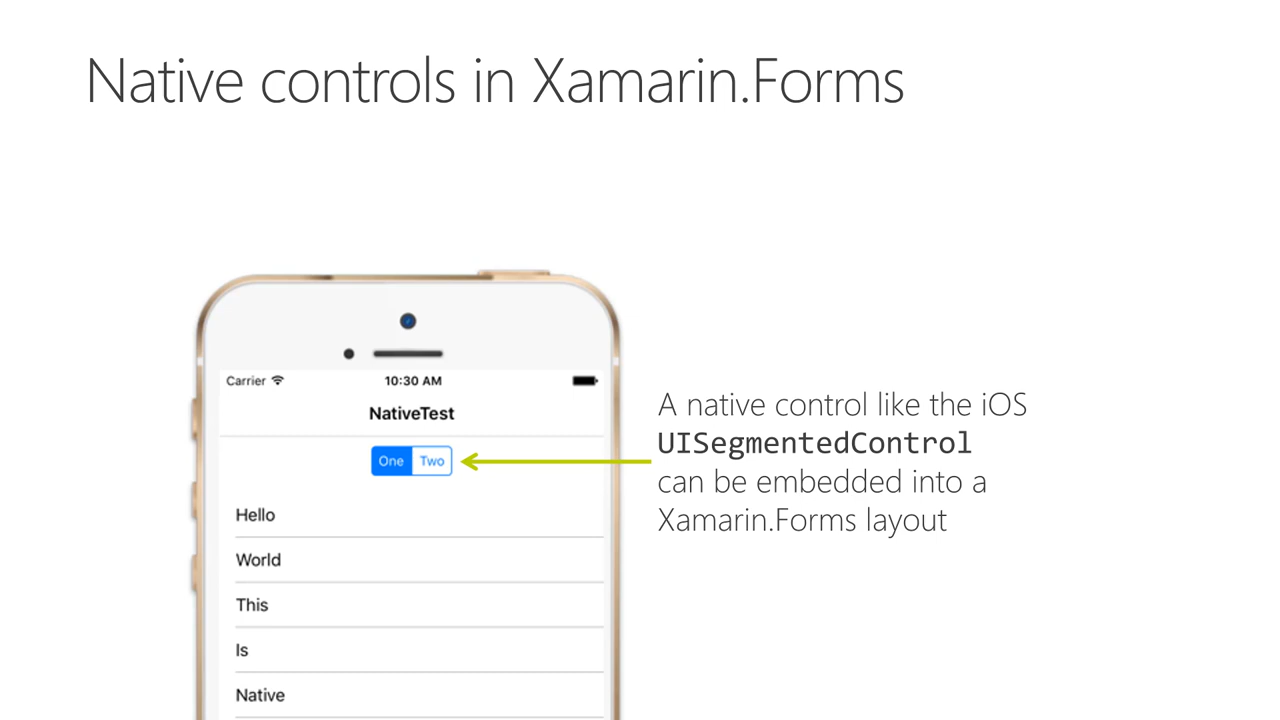 Native controls in Xamarin.Forms
Carrier 10:30 AM
NativeTest
One Two
A native control like the iOS
UISegmentedControl
can be embedded into a
Xamarin.Forms layout
Hello
World
This
Is
Native